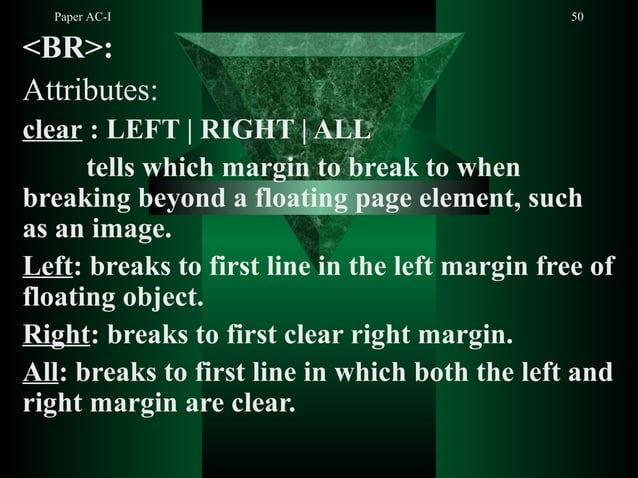 Paper AC-I 50
<BR>:
Attributes:
clear : LEFT | RIGHT | ALL
tells which margin to break to when
breaking beyond a floating page element, such
as an image.
Left: breaks to first line in the left margin free of
floating object.
Right: breaks to first clear right margin.
All: breaks to first line in which both the left and
right margin are clear.